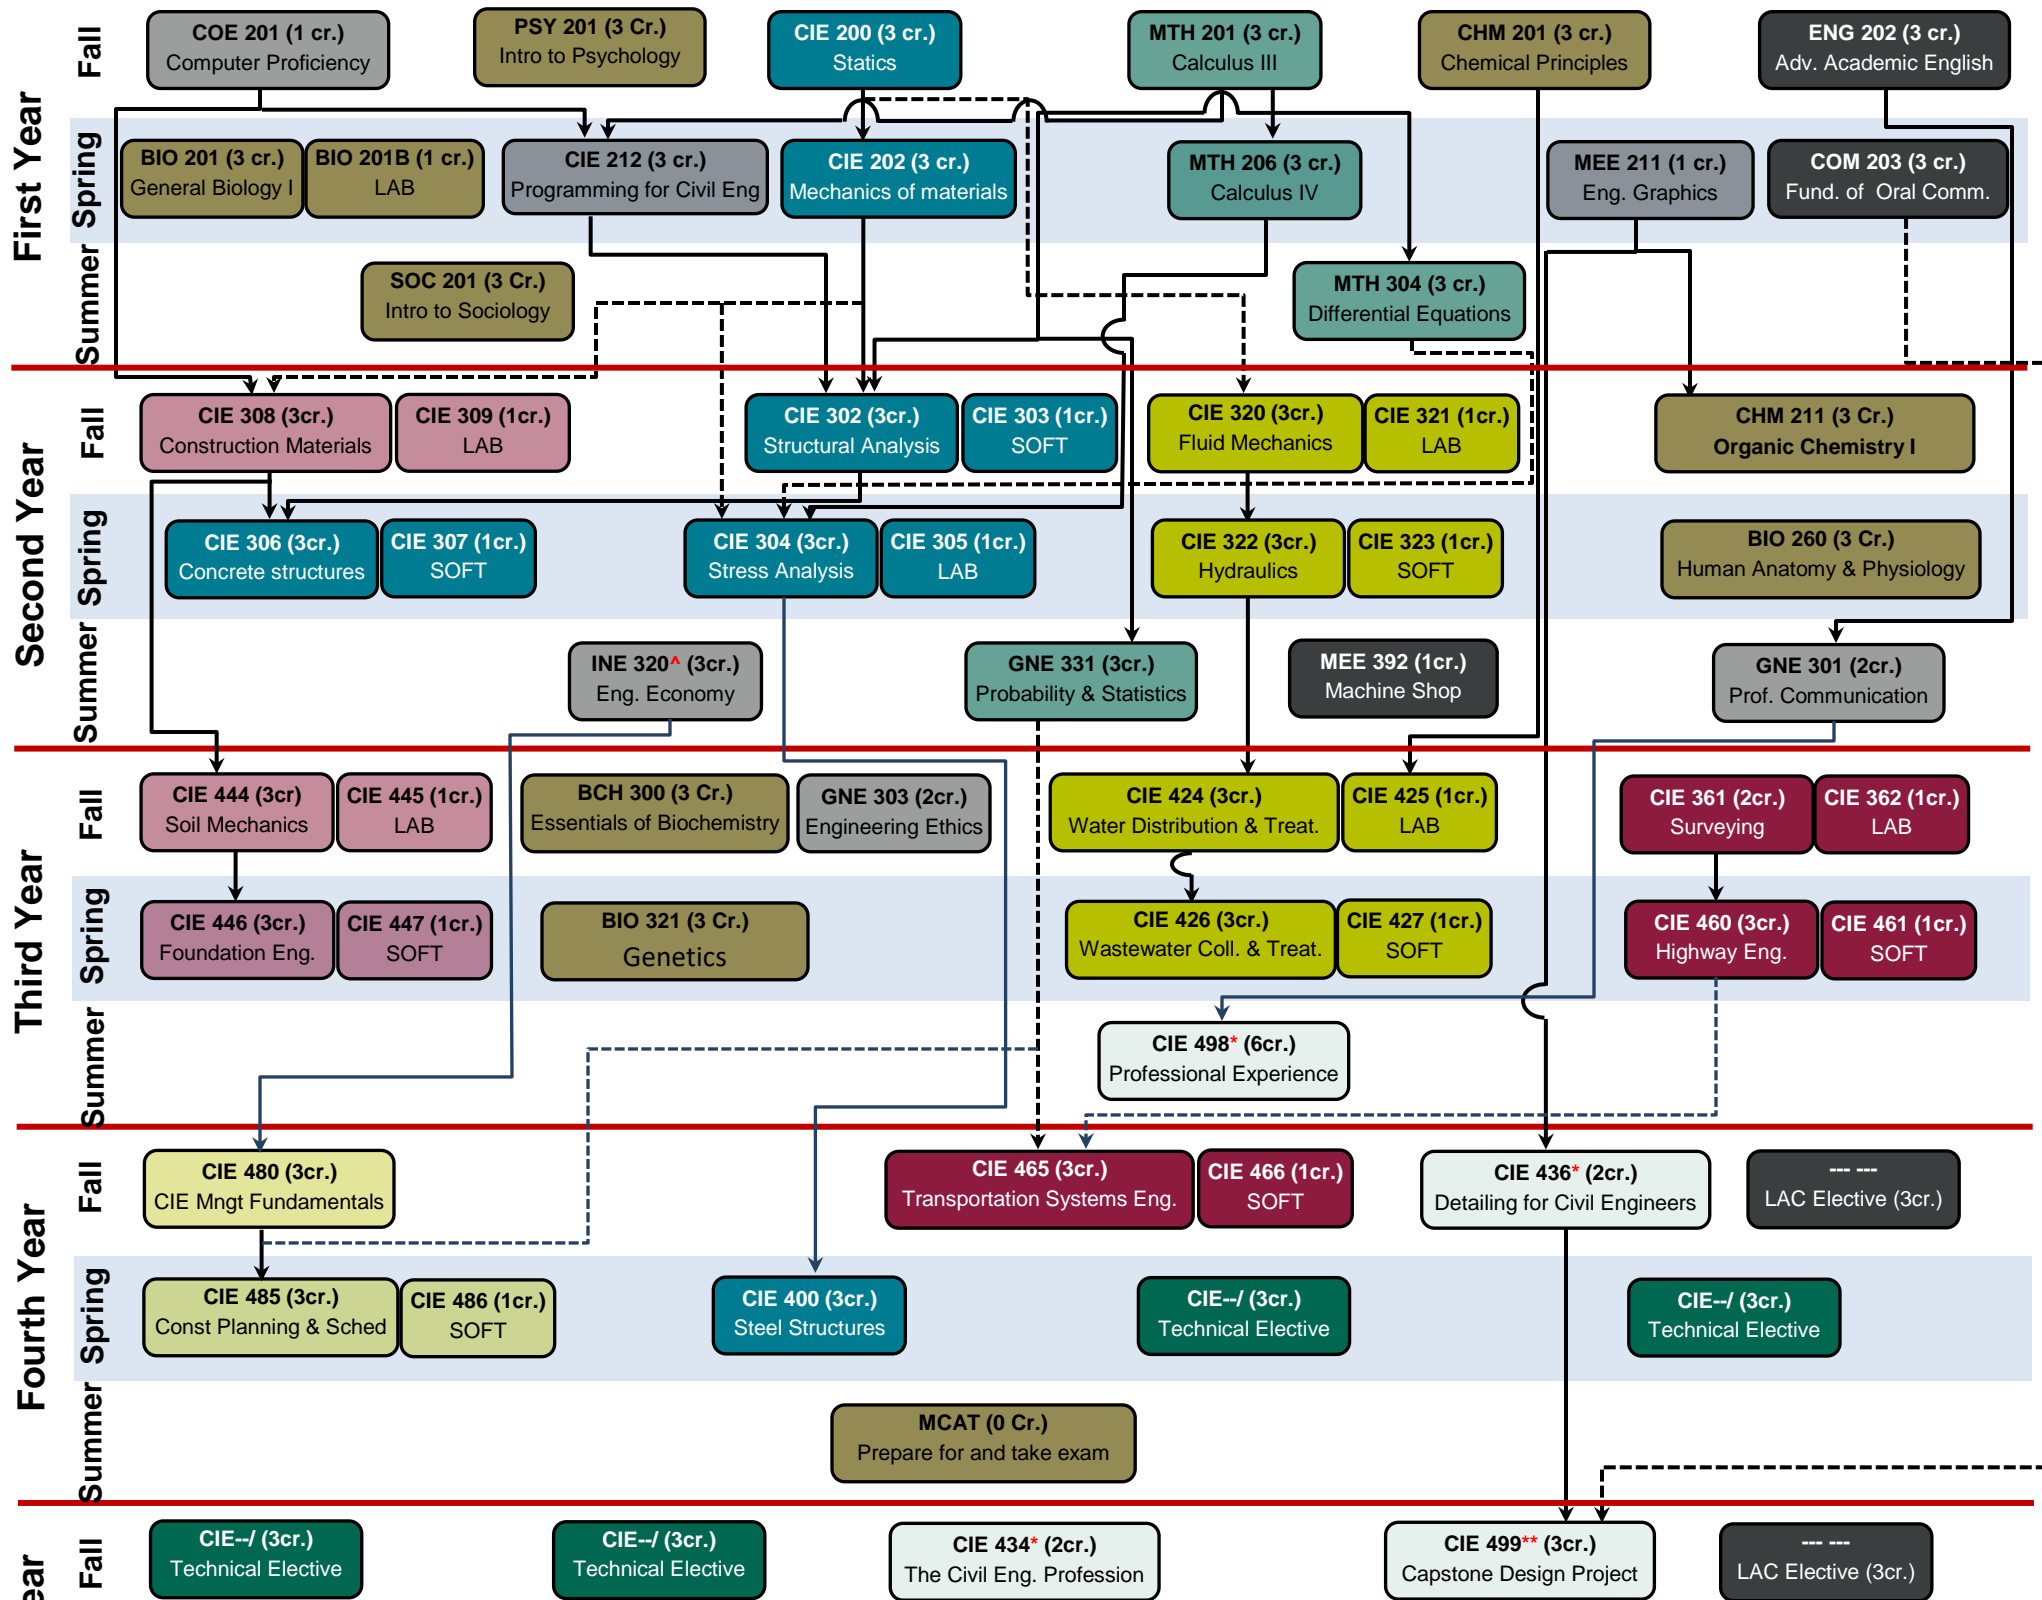 First Year
Fall
COE 201 (1 cr.)
Computer Proficiency
PSY 201 (3 Cr.)
Intro to Psychology
CIE 200 (3 cr.)
Statics
MTH 201 (3 cr.)
Calculus III
CHM 201 (3 cr.)
Chemical Principles
ENG 202 (3 cr.)
Adv. Academic English
Spring
BIO 201 (3 cr.)
General Biology I
BIO 201B (1 cr.)
LAB
CIE 212 (3 cr.)
Programming for Civil Eng
CIE 202 (3 cr.)
Mechanics of materials
MTH 206 (3 cr.)
Calculus IV
MEE 211 (1 cr.)
Eng. Graphics
COM 203 (3 cr.)
Fund. of Oral Comm.
Summer
SOC 201 (3 Cr.)
Intro to Sociology
MTH 304 (3 cr.)
Differential Equations
Second Year
Fall
CIE 308 (3cr.)
Construction Materials
CIE 309 (1cr.)
LAB
CIE 302 (3cr.)
Structural Analysis
CIE 303 (1cr.)
SOFT
CIE 320 (3cr.)
Fluid Mechanics
CIE 321 (1cr.)
LAB
CHM 211 (3 Cr.)
Organic Chemistry I
Spring
CIE 306 (3cr.)
Concrete structures
CIE 307 (1cr.)
SOFT
CIE 304 (3cr.)
Stress Analysis
CIE 305 (1cr.)
LAB
CIE 322 (3cr.)
Hydraulics
CIE 323 (1cr.)
SOFT
BIO 260 (3 Cr.)
Human Anatomy & Physiology
Summer
INE 320^ (3cr.)
Eng. Economy
GNE 331 (3cr.)
Probability & Statistics
MEE 392 (1cr.)
Machine Shop
GNE 301 (2cr.)
Prof. Communication
Third Year
Fall
CIE 444 (3cr)
Soil Mechanics
CIE 445 (1cr.)
LAB
BCH 300 (3 Cr.)
Essentials of Biochemistry
GNE 303 (2cr.)
Engineering Ethics
CIE 424 (3cr.)
Water Distribution & Treat.
CIE 425 (1cr.)
LAB
CIE 361 (2cr.)
Surveying
CIE 362 (1cr.)
LAB
Spring
CIE 446 (3cr.)
Foundation Eng.
CIE 447 (1cr.)
SOFT
BIO 321 (3 Cr.)
Genetics
CIE 426 (3cr.)
Wastewater Coll. & Treat.
CIE 427 (1cr.)
SOFT
CIE 460 (3cr.)
Highway Eng.
CIE 461 (1cr.)
SOFT
Summer
CIE 498* (6cr.)
Professional Experience
Fourth Year
Fall
CIE 480 (3cr.)
CIE Mngt Fundamentals
CIE 465 (3cr.)
Transportation Systems Eng.
CIE 466 (1cr.)
SOFT
CIE 436* (2cr.)
Detailing for Civil Engineers
--- ---
LAC Elective (3cr.)
Spring
CIE 485 (3cr.)
Const Planning & Sched
CIE 486 (1cr.)
SOFT
CIE 400 (3cr.)
Steel Structures
CIE--/ (3cr.)
Technical Elective
CIE--/ (3cr.)
Technical Elective
Summer
MCAT (0 Cr.)
Prepare for and take exam
ear
Fall
CIE--/ (3cr.)
Technical Elective
CIE--/ (3cr.)
Technical Elective
CIE 434* (2cr.)
The Civil Eng. Profession
CIE 499** (3cr.)
Capstone Design Project
--- ---
LAC Elective (3cr.)